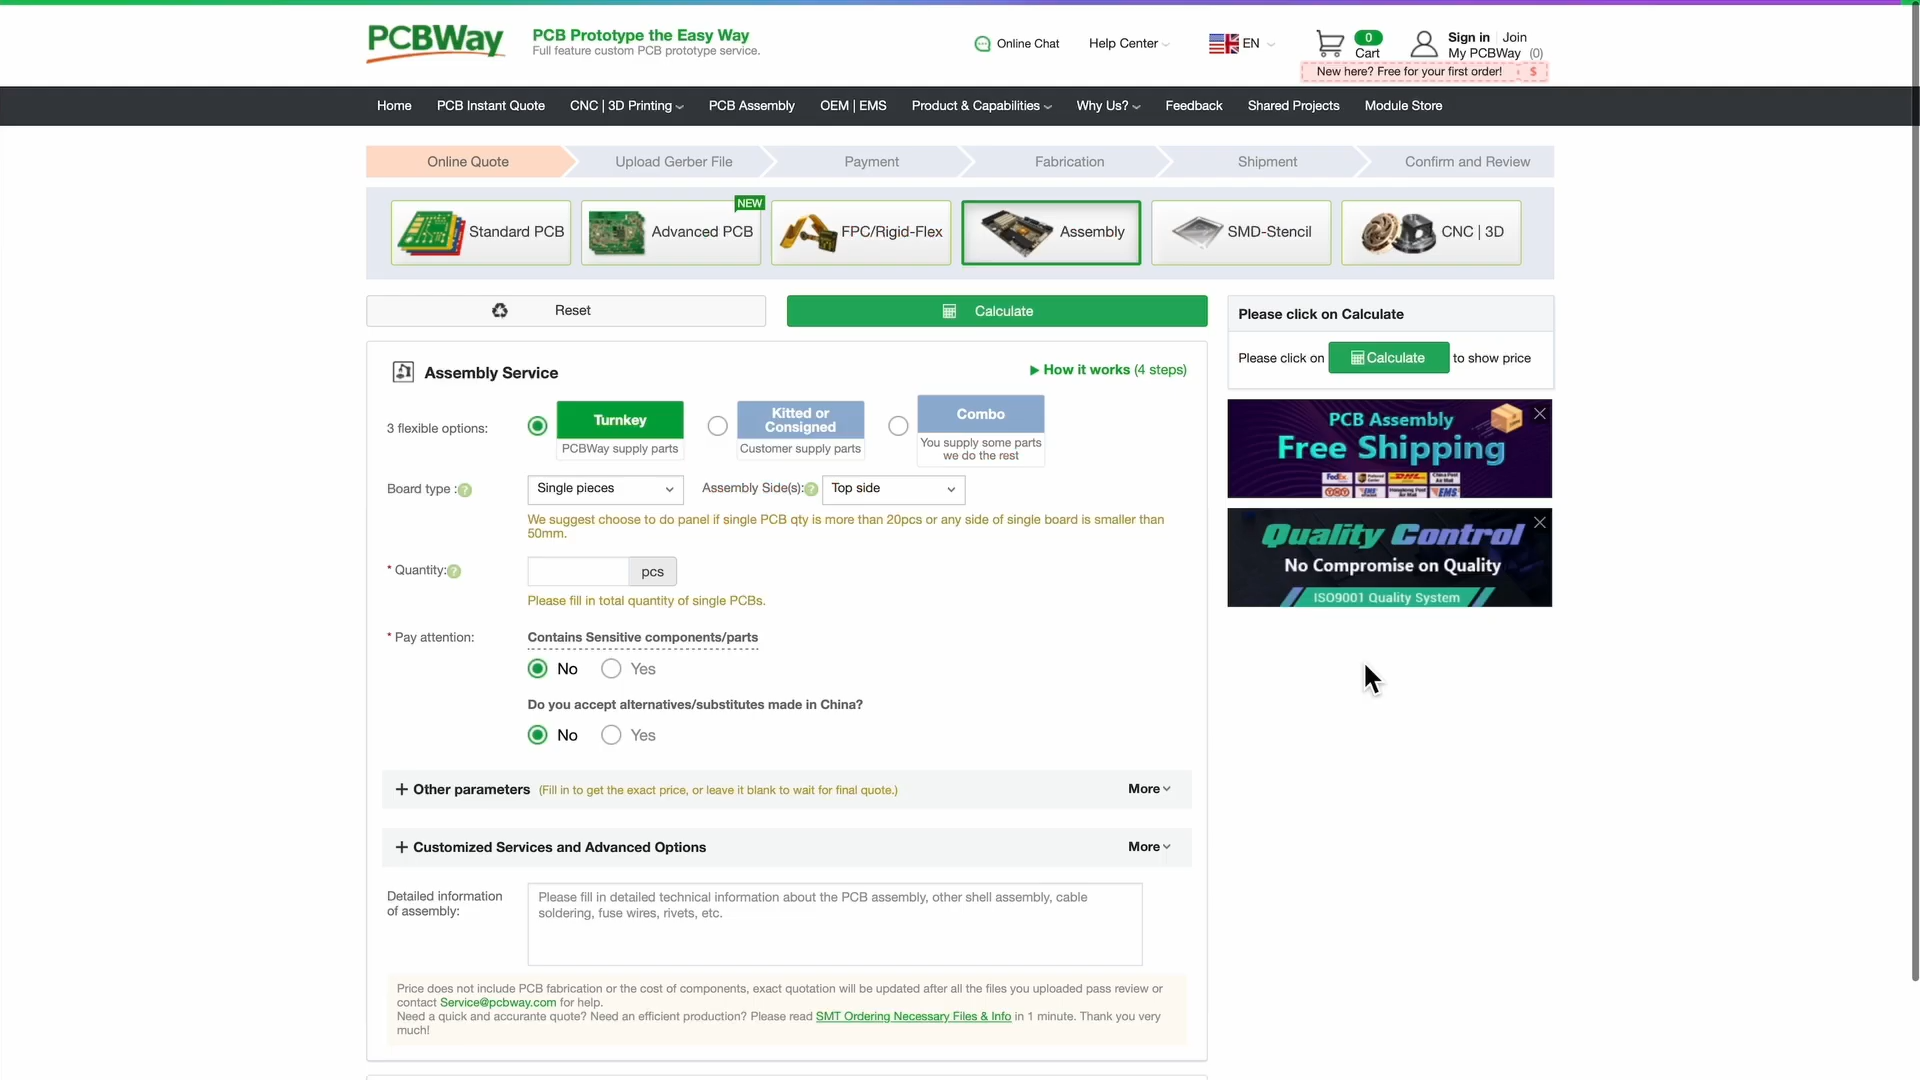 PCBWay
PCB Prototype the Easy Way
Full feature custom PCB prototype service.
Online Chat
Help Center
EN
0
Cart
Sign in | Join
My PCBWay (0)
New here? Free for your first order! $
Home
PCB Instant Quote
CNC | 3D Printing
PCB Assembly
OEM | EMS
Product & Capabilities
Why Us?
Feedback
Shared Projects
Module Store
Online Quote
Upload Gerber File
Payment
Fabrication
Shipment
Confirm and Review
Standard PCB
NEW
Advanced PCB
FPC/Rigid-Flex
Assembly
SMD-Stencil
CNC | 3D
Reset
Calculate
Please click on Calculate
Please click on Calculate to show price
Assembly Service
How it works (4 steps)
3 flexible options:
Turnkey
PCBWay supply parts
Kitted or
Consigned
Customer supply parts
Combo
You supply some parts
we do the rest
PCB Assembly
Free Shipping
FedEx
DHL
TNT
EMS
Board type :?
Single pieces
Assembly Side(s):?
Top side
We suggest choose to do panel if single PCB qty is more than 20pcs or any side of single board is smaller than
50mm.
Quality Control
No Compromise on Quality
ISO9001 Quality System
* Quantity:?
pcs
Please fill in total quantity of single PCBs.
* Pay attention:
Contains Sensitive components/parts
No
Yes
Do you accept alternatives/substitutes made in China?
No
Yes
+ Other parameters (Fill in to get the exact price, or leave it blank to wait for final quote.)
More
+ Customized Services and Advanced Options
More
Detailed information
of assembly:
Please fill in detailed technical information about the PCB assembly, other shell assembly, cable
soldering, fuse wires, rivets, etc.
Price does not include PCB fabrication or the cost of components, exact quotation will be updated after all the files you uploaded pass review or
contact Service@pcbway.com for help.
Need a quick and accurante quote? Need an efficient production? Please read SMT Ordering Necessary Files & Info in 1 minute. Thank you very
much!